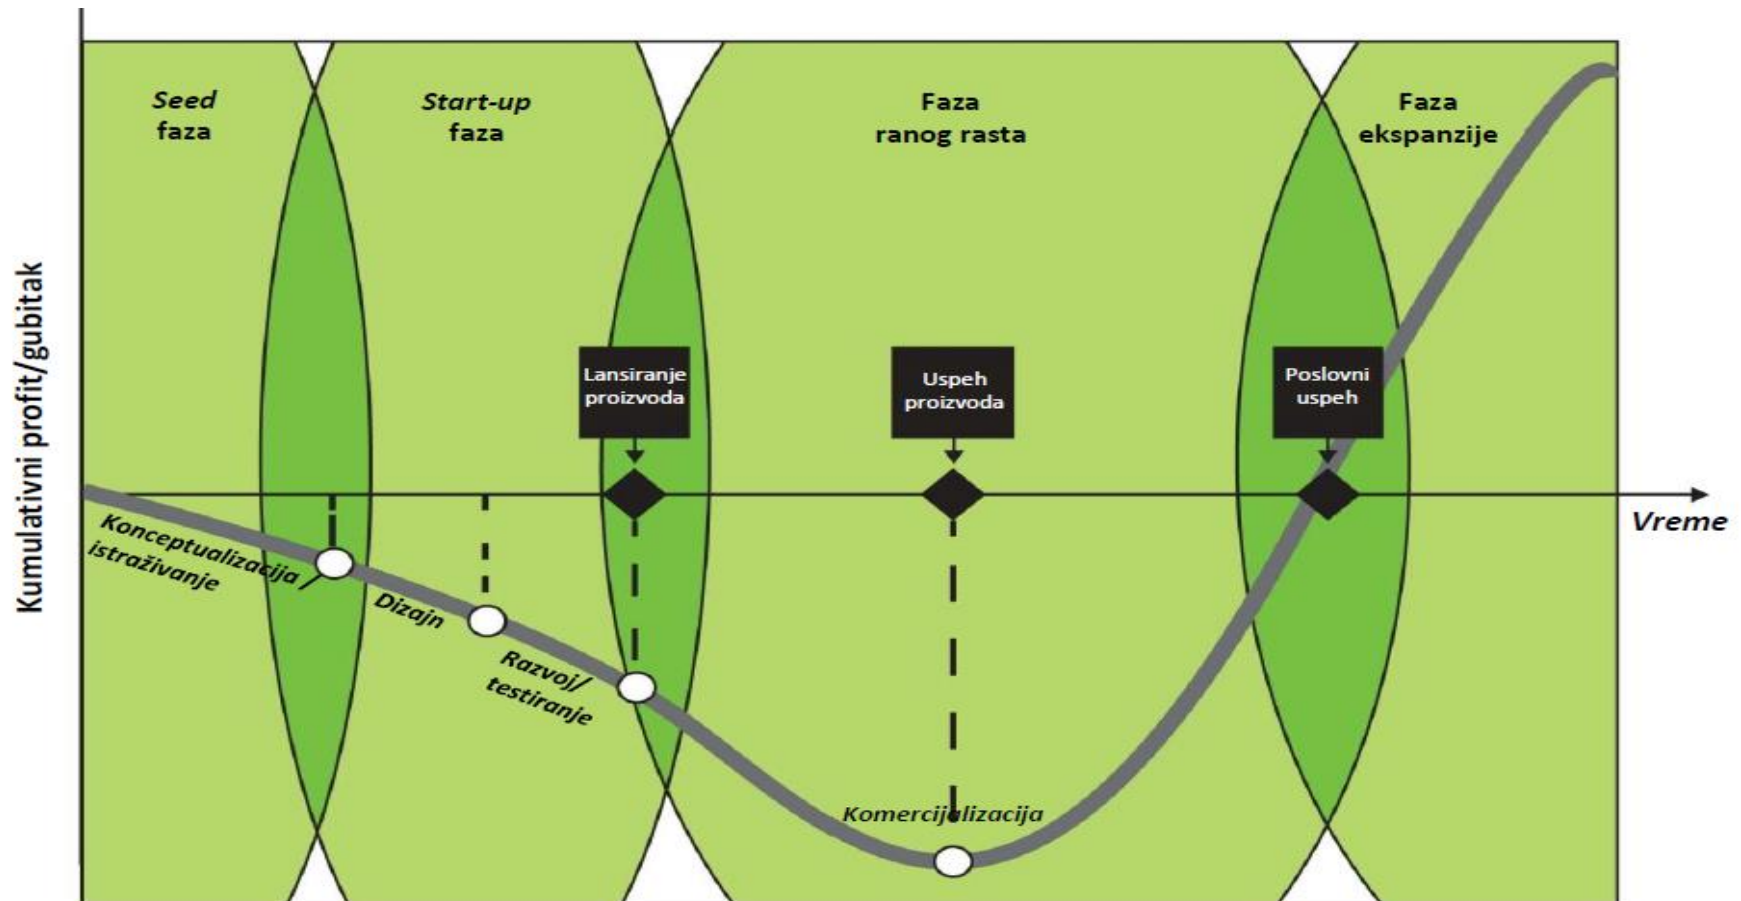 Seed
faza
Start-up
faza
Faza
ranog rasta
Faza
ekspanzije
Kumulativni profit/gubitak
Lansiranje
proizvoda
Uspeh
proizvoda
Poslovni
uspeh
Vreme
Konceptualizacija/
istraživanje
Dizajn
Razvoj/
testiranje
Komercijalizacija